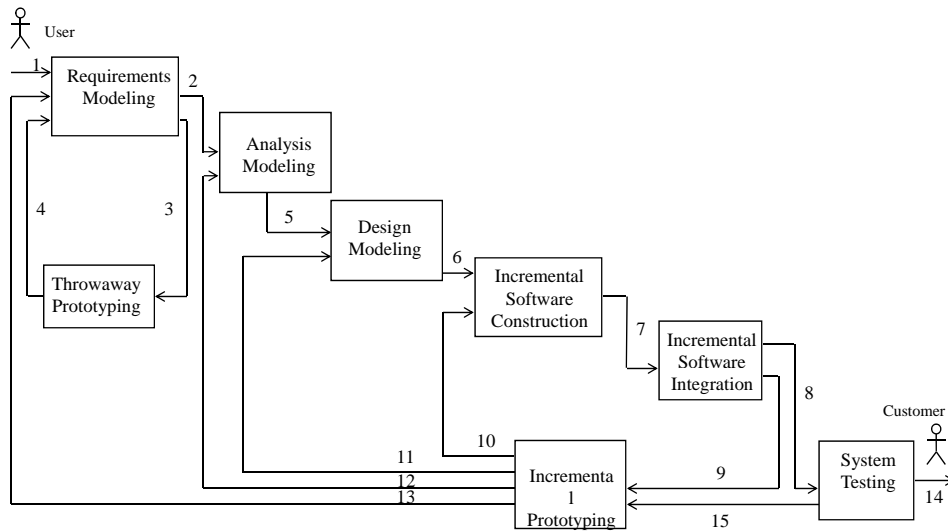 User
1
Requirements
Modeling
2
Analysis
Modeling
4
3
5
Design
Modeling
6
Throwaway
Prototyping
Incremental
Software
Construction
7
Incremental
Software
Integration
8
Customer
10
11
12
13
Incrementa
l
Prototyping
9
15
System
Testing
14